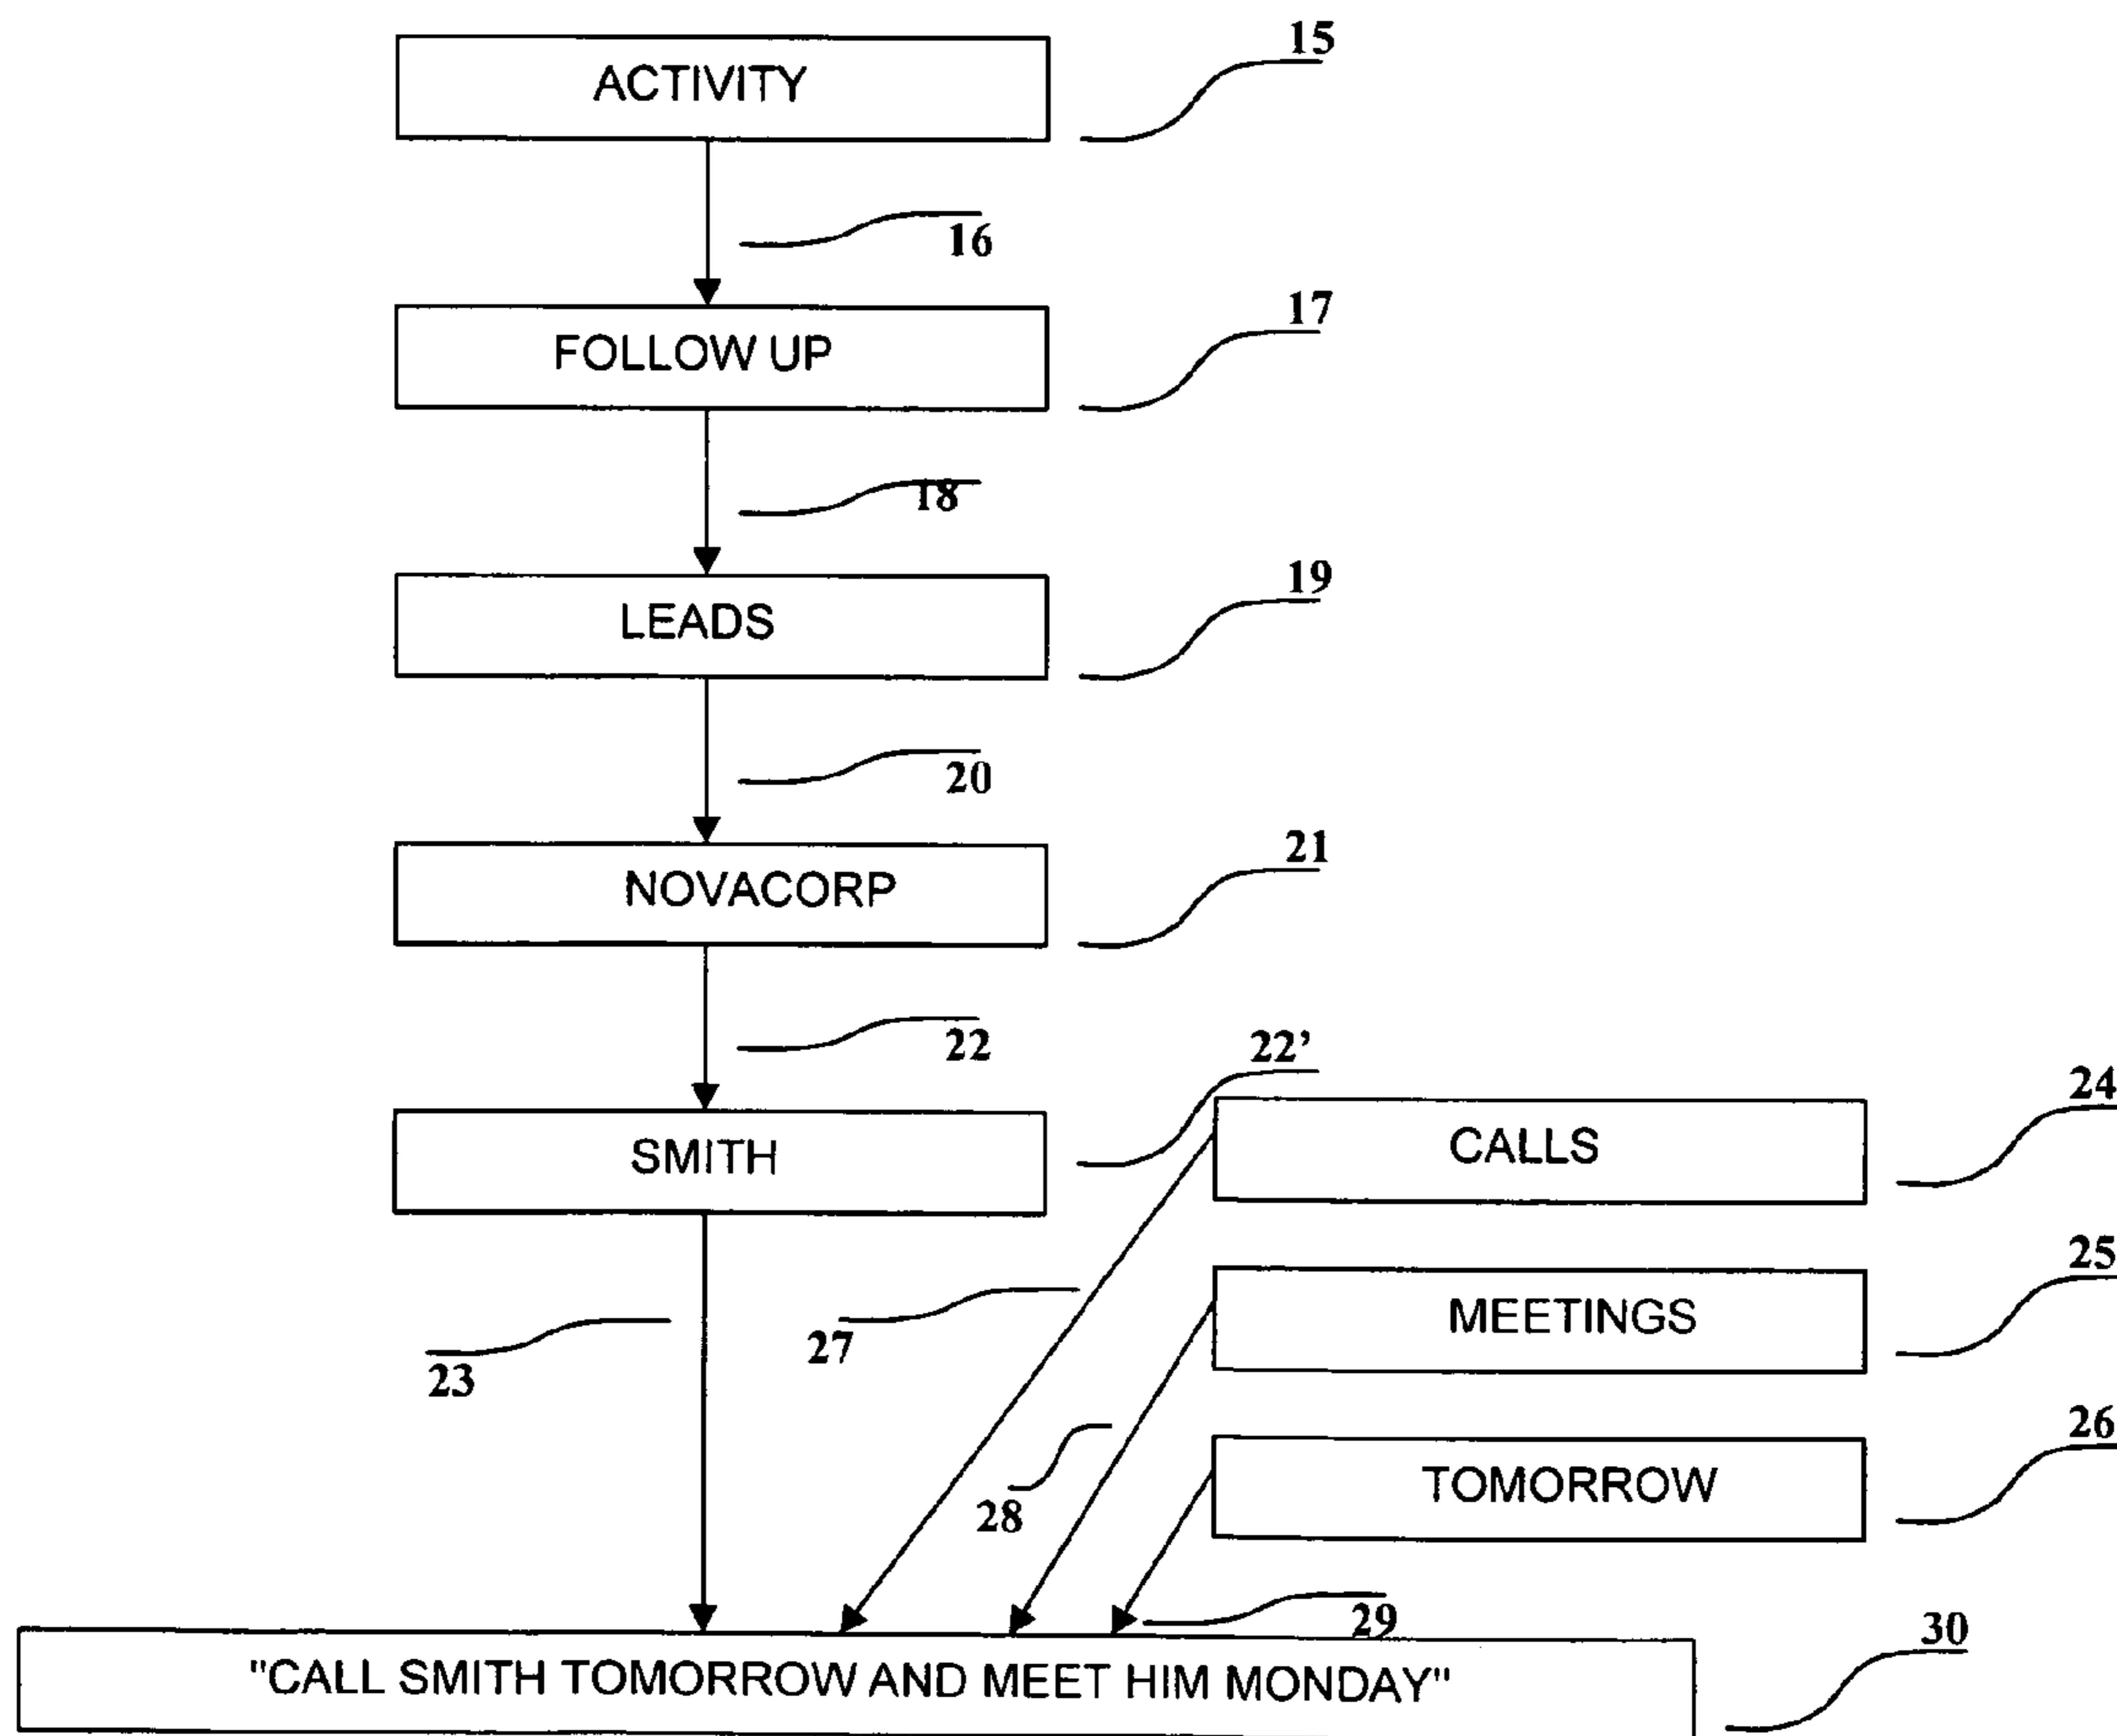 ACTIVITY
15
16
FOLLOW UP
17
18
LEADS
19
20
NOVACORP
21
22
22’
SMITH
CALLS
24
MEETINGS
25
23
27
TOMORROW
26
28
29
"CALL SMITH TOMORROW AND MEET HIM MONDAY"
30